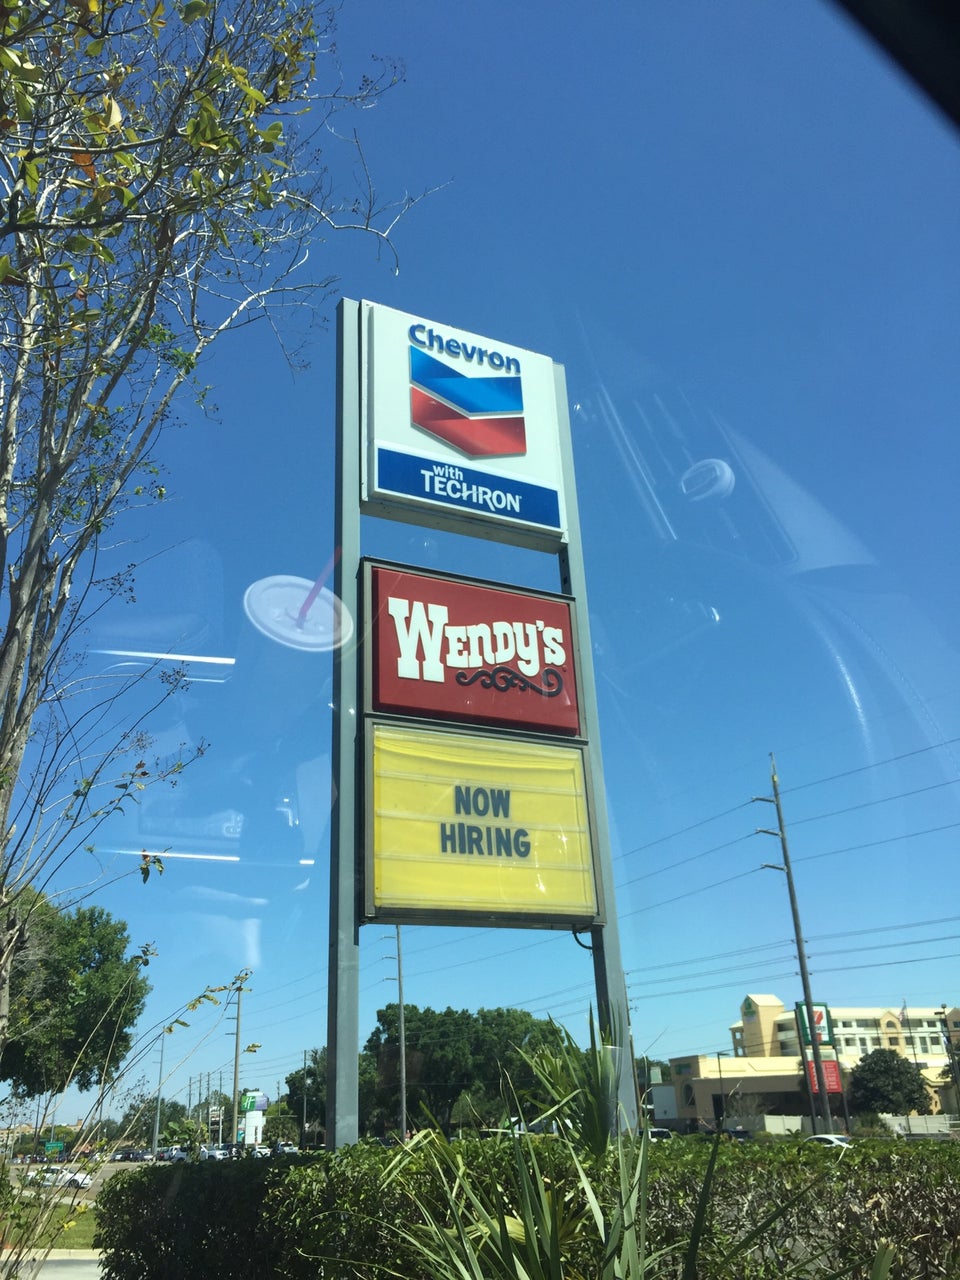 Chevron
with
TECHRON
WENDY'S
NOW
HIRING